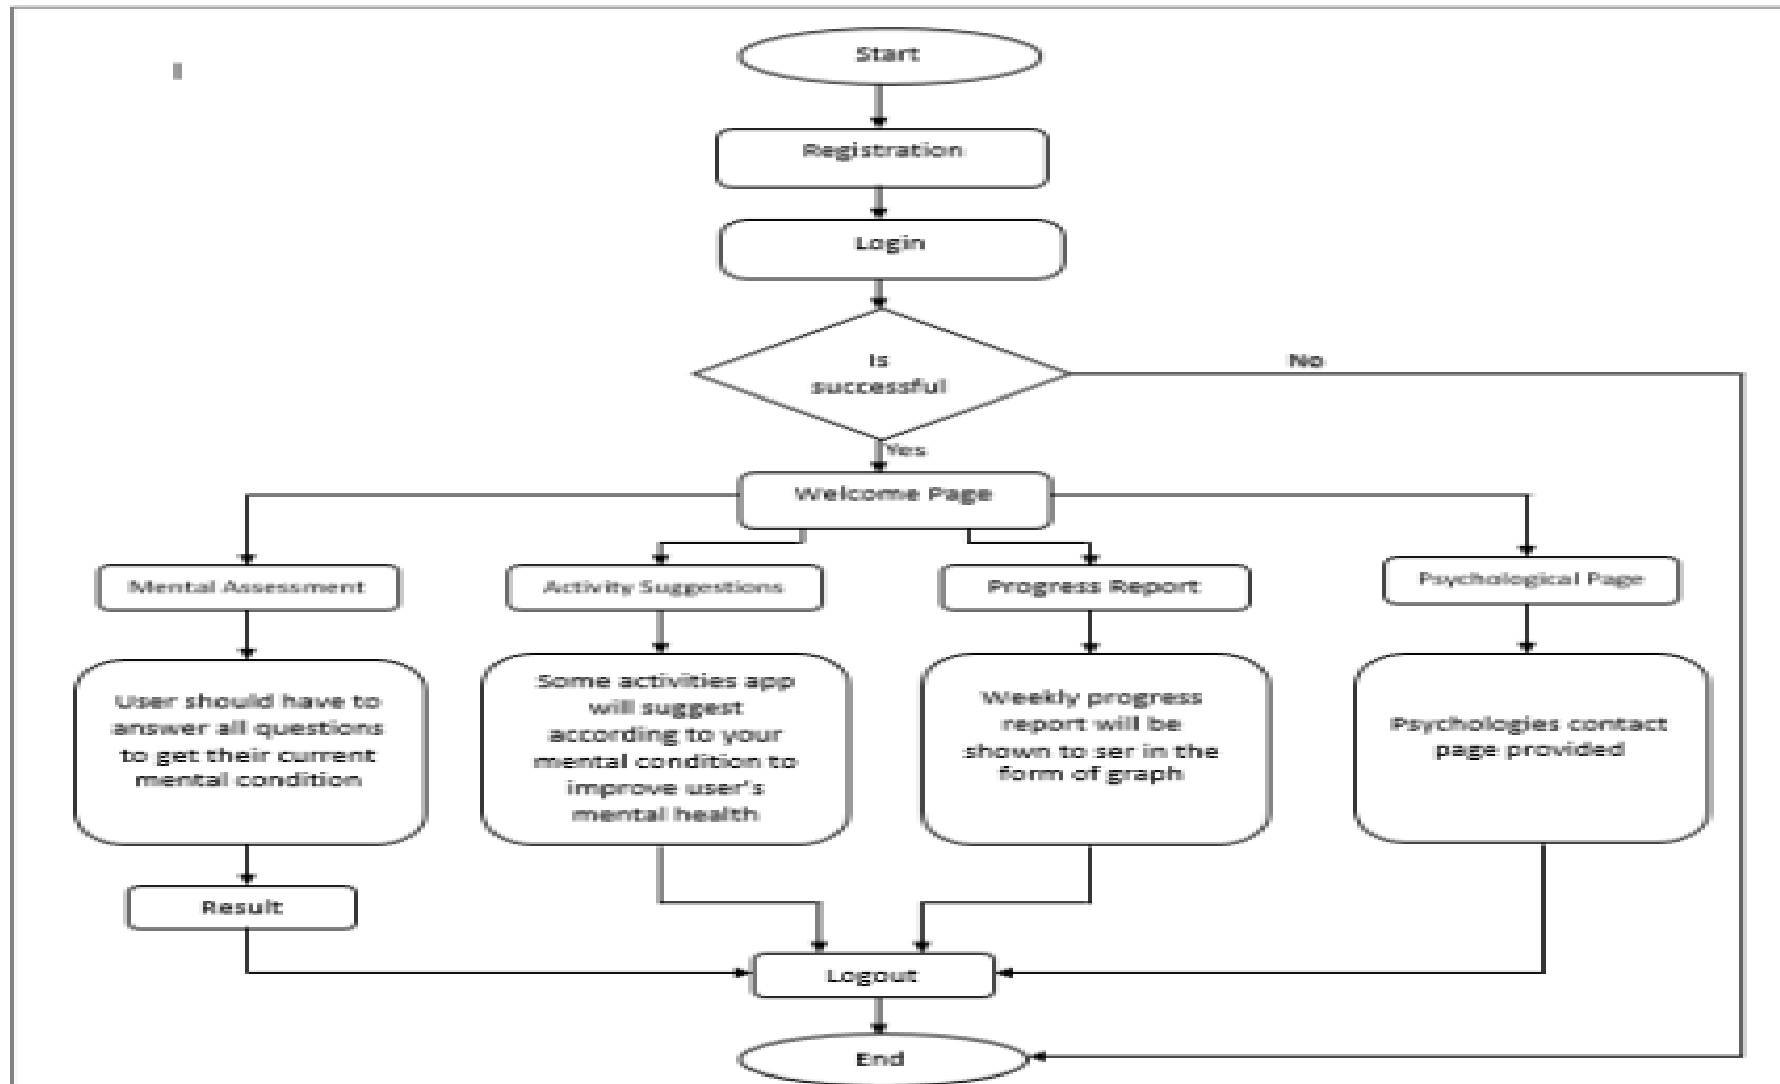 Start
Registration
Login
Is
successful
No
Yes
Welcome Page
Mental Assessment
Activity Suggestions
Progress Report
Psychological Page
User should have to
answer all questions
to get their current
mental condition
Some activities app
will suggest
according to your
mental condition to
improve user's
mental health
Weekly progress
report will be
shown to ser in the
form of graph
Psychologies contact
page provided
Result
Logout
End